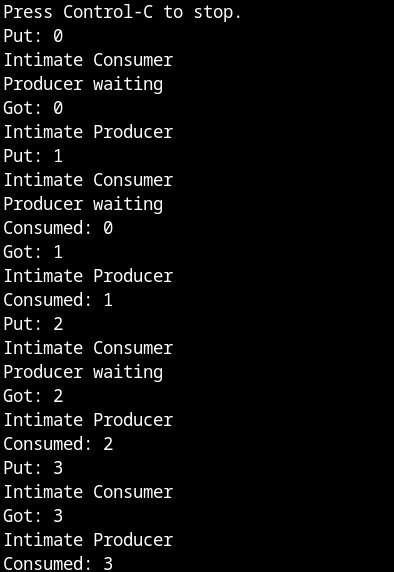 Press Control-C to stop.
Put: 0
Intimate Consumer
Producer waiting
Got: 0
Intimate Producer
Put: 1
Intimate Consumer
Producer waiting
Consumed: 0
Got: 1
Intimate Producer
Consumed: 1
Put: 2
Intimate Consumer
Producer waiting
Got: 2
Intimate Producer
Consumed: 2
Put: 3
Intimate Consumer
Got: 3
Intimate Producer
Consumed: 3